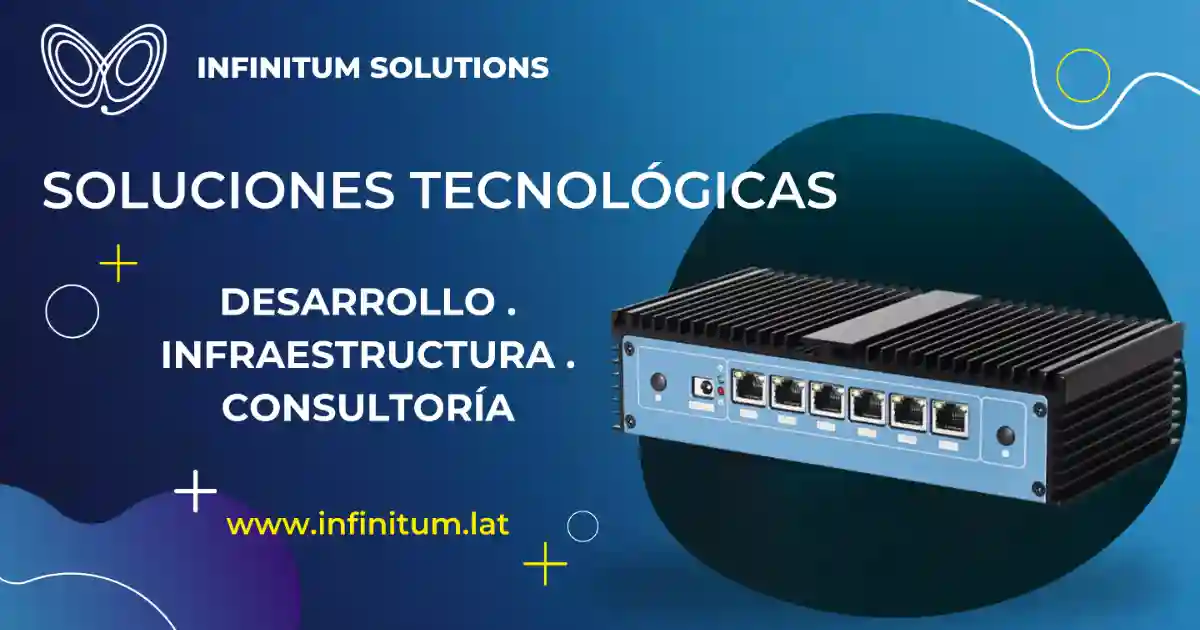 INFINITUM SOLUTIONS
SOLUCIONES TECNOLÓGICAS
DESARROLLO .
INFRAESTRUCTURA .
CONSULTORÍA
www.infinitum.lat